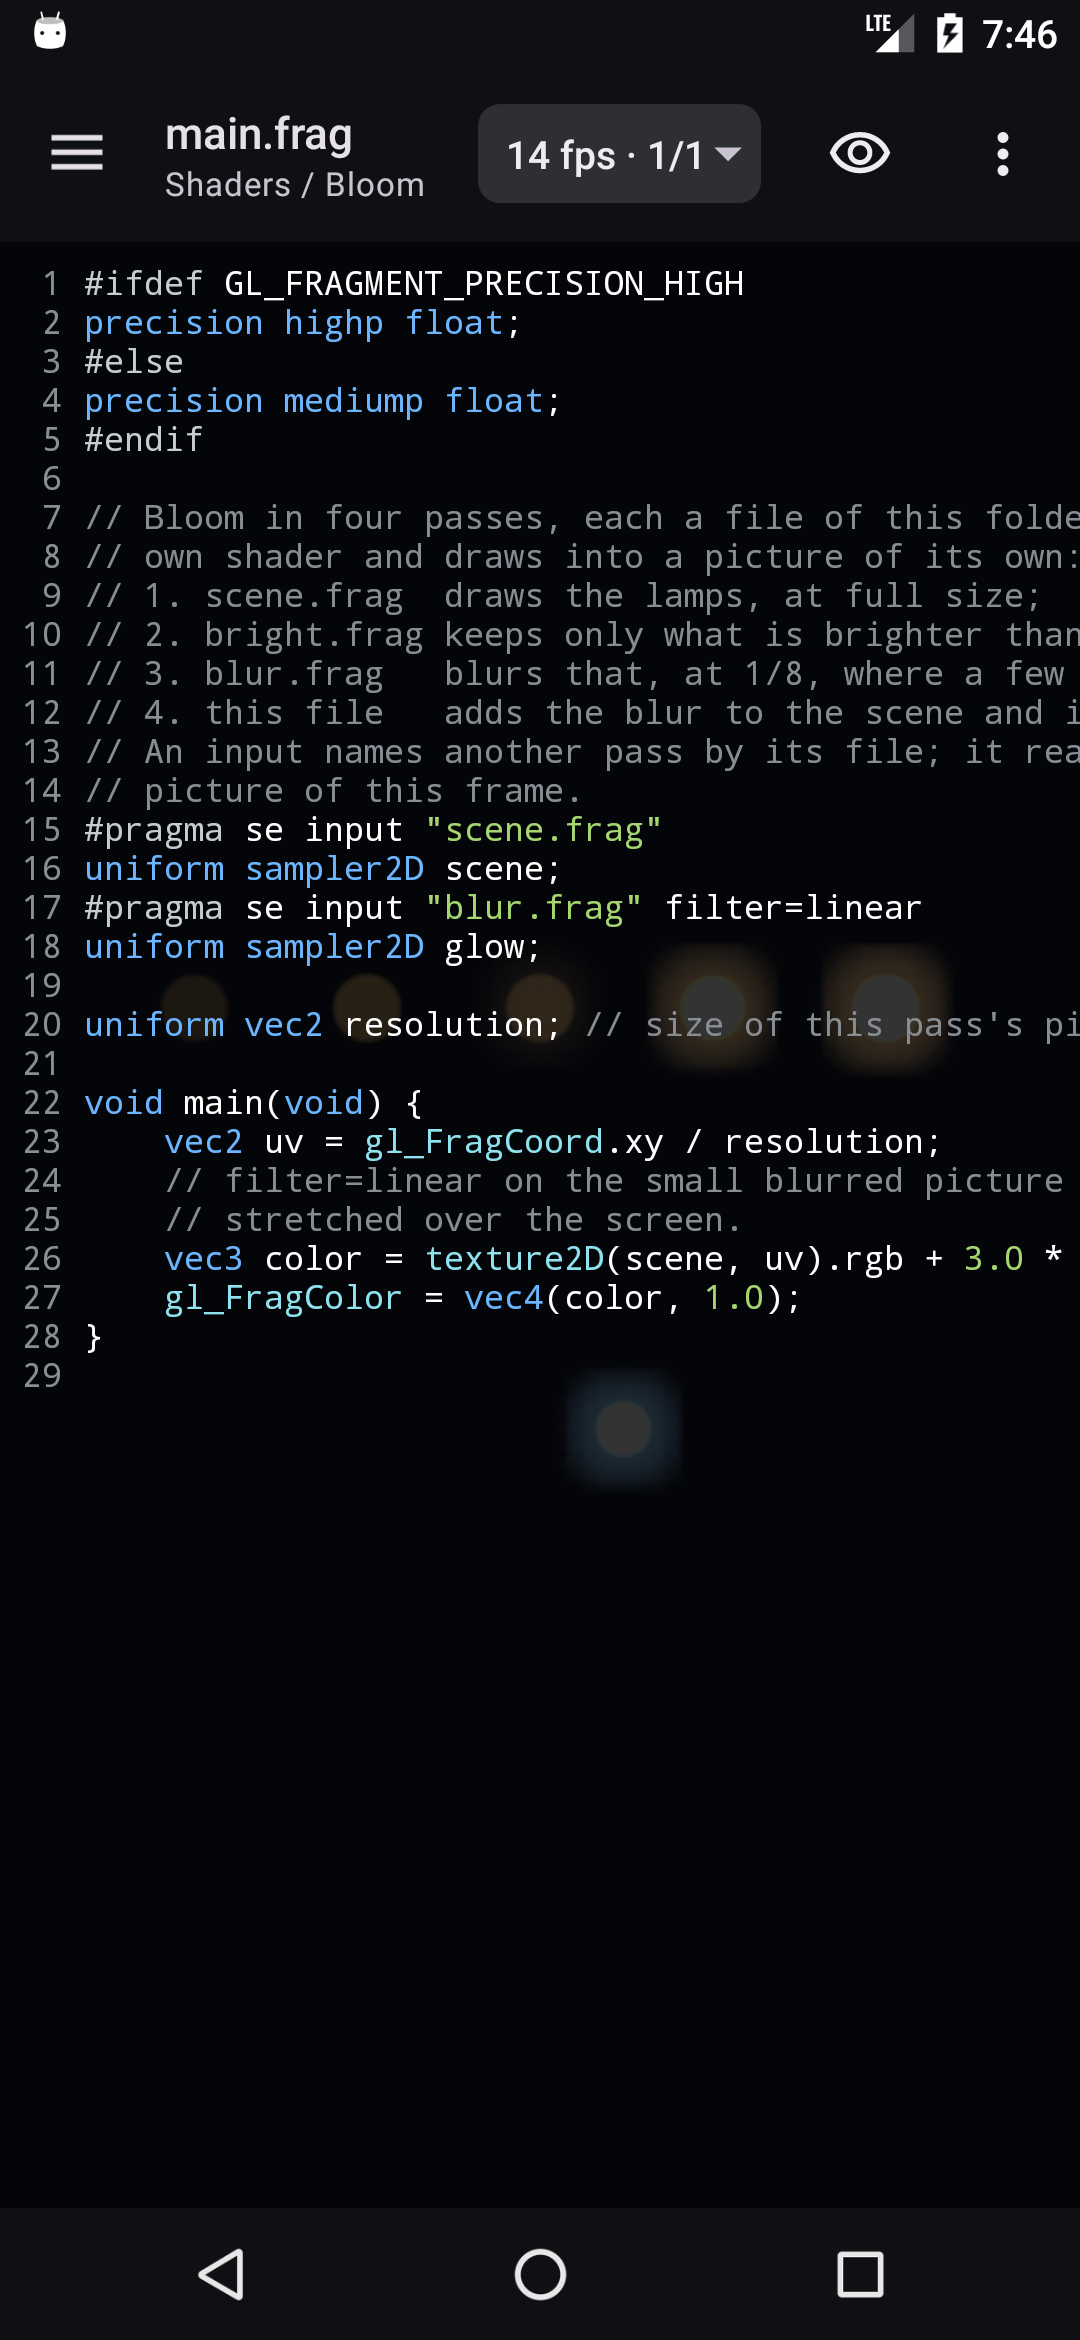 LTE 7:46
main.frag
Shaders / Bloom
14 fps · 1/1
1 #ifdef GL_FRAGMENT_PRECISION_HIGH
2 precision highp float;
3 #else
4 precision mediump float;
5 #endif
6
7 // Bloom in four passes, each a file of this folde
8 // own shader and draws into a picture of its own:
9 // 1. scene.frag  draws the lamps, at full size;
10 // 2. bright.frag keeps only what is brighter than
11 // 3. blur.frag   blurs that, at 1/8, where a few
12 // 4. this file   adds the blur to the scene and i
13 // An input names another pass by its file; it rea
14 // picture of this frame.
15 #pragma se input "scene.frag"
16 uniform sampler2D scene;
17 #pragma se input "blur.frag" filter=linear
18 uniform sampler2D glow;
19
20 uniform vec2 resolution; // size of this pass's pi
21
22 void main(void) {
23     vec2 uv = gl_FragCoord.xy / resolution;
24     // filter=linear on the small blurred picture
25     // stretched over the screen.
26     vec3 color = texture2D(scene, uv).rgb + 3.0 *
27     gl_FragColor = vec4(color, 1.0);
28 }
29